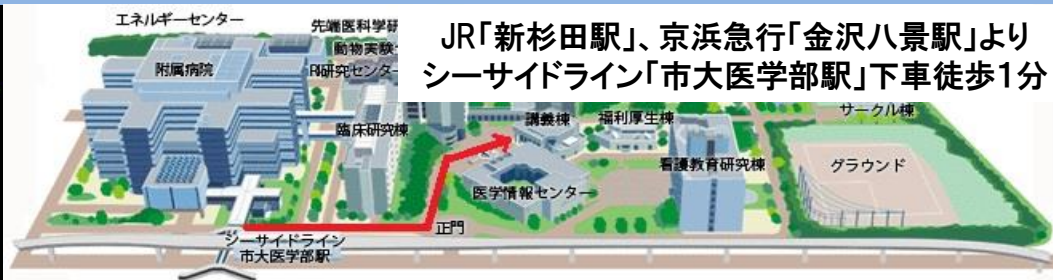 エネルギーセンター
先端医科学研
動物実験
RI研究センター
附属病院
JR「新杉田駅」、京浜急行「金沢八景駅」より
シーサイドライン「市大医学部駅」下車徒歩1分
臨床研究棟
講義棟
福利厚生棟
サークル棟
看護教育研究棟
グラウンド
医学情報センター
正門
シーサイドライン
市大医学部駅